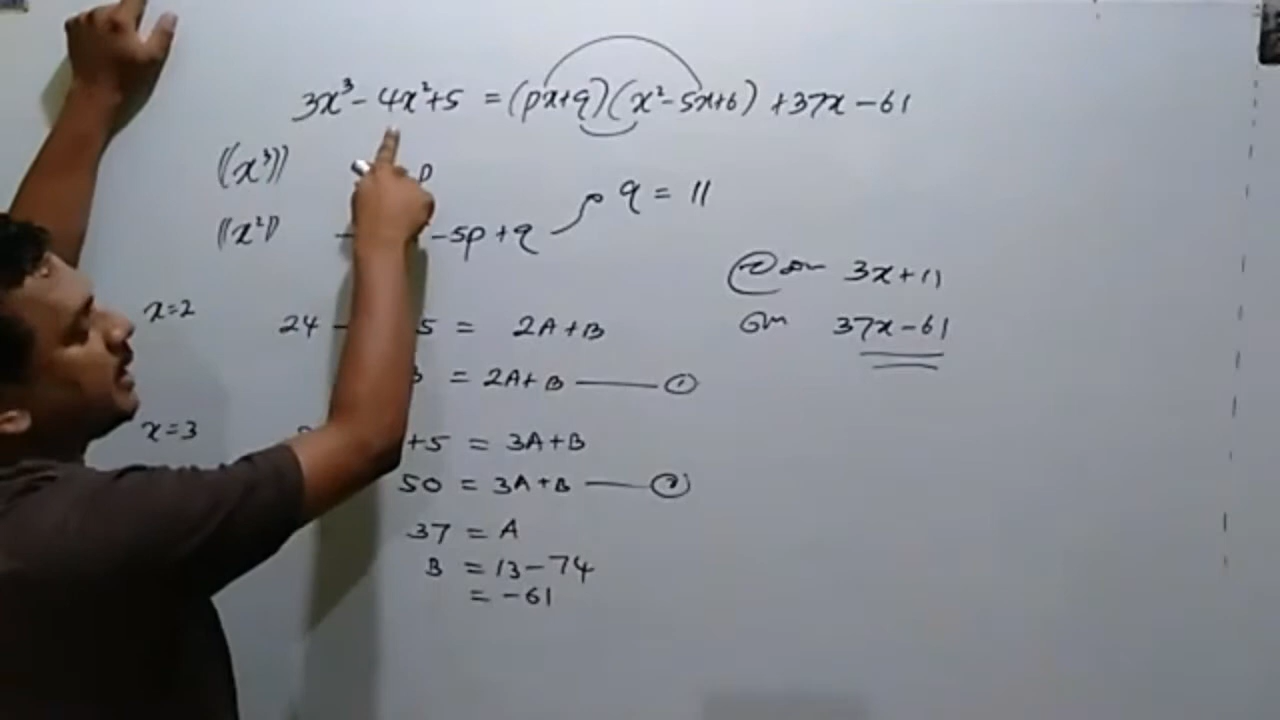 3x³ - 4x² + 5 = (px+q)(x² - 5x + 6) + 37x - 61
((x³)) p
((x²)) -5p + q q = 11
3x + 11
x=2 24 - 5 = 2A + B 37x - 61
3 = 2A + B ——— ①
x=3 +5 = 3A + B
50 = 3A + B ——— ②
37 = A
B = 13 - 74
= -61